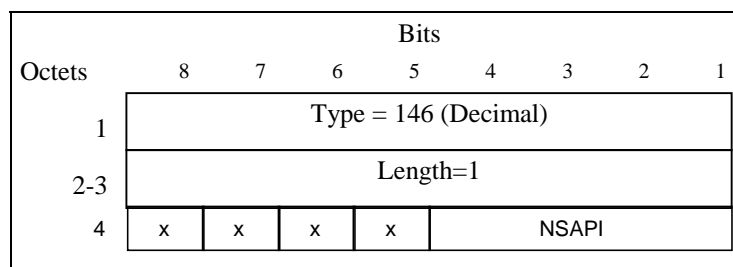 Bits
Octets 8 7 6 5 4 3 2 1
1 Type = 146 (Decimal)
2-3 Length=1
4 x x x x NSAPI